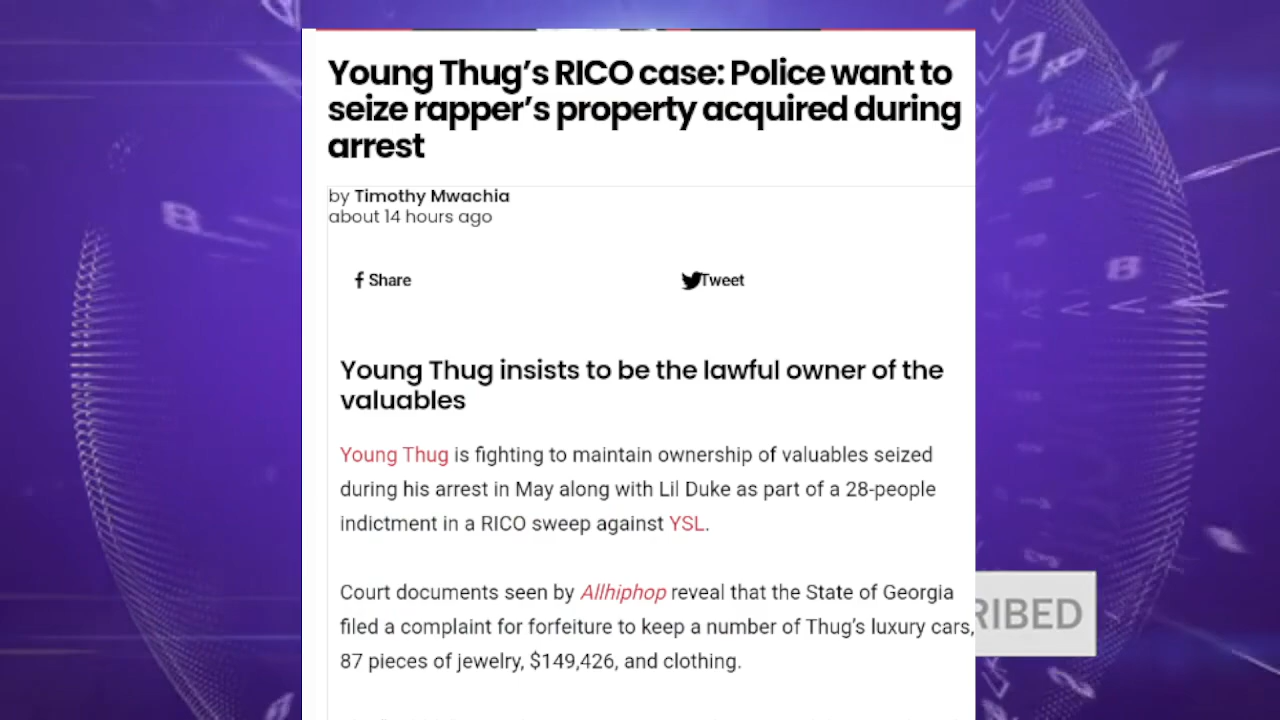 Young Thug’s RICO case: Police want to
seize rapper’s property acquired during
arrest
by Timothy Mwachia
about 14 hours ago
Share
Tweet
Young Thug insists to be the lawful owner of the
valuables
Young Thug is fighting to maintain ownership of valuables seized
during his arrest in May along with Lil Duke as part of a 28-people
indictment in a RICO sweep against YSL.
Court documents seen by Allhiphop reveal that the State of Georgia
filed a complaint for forfeiture to keep a number of Thug’s luxury cars,
87 pieces of jewelry, $149,426, and clothing.
RIBED